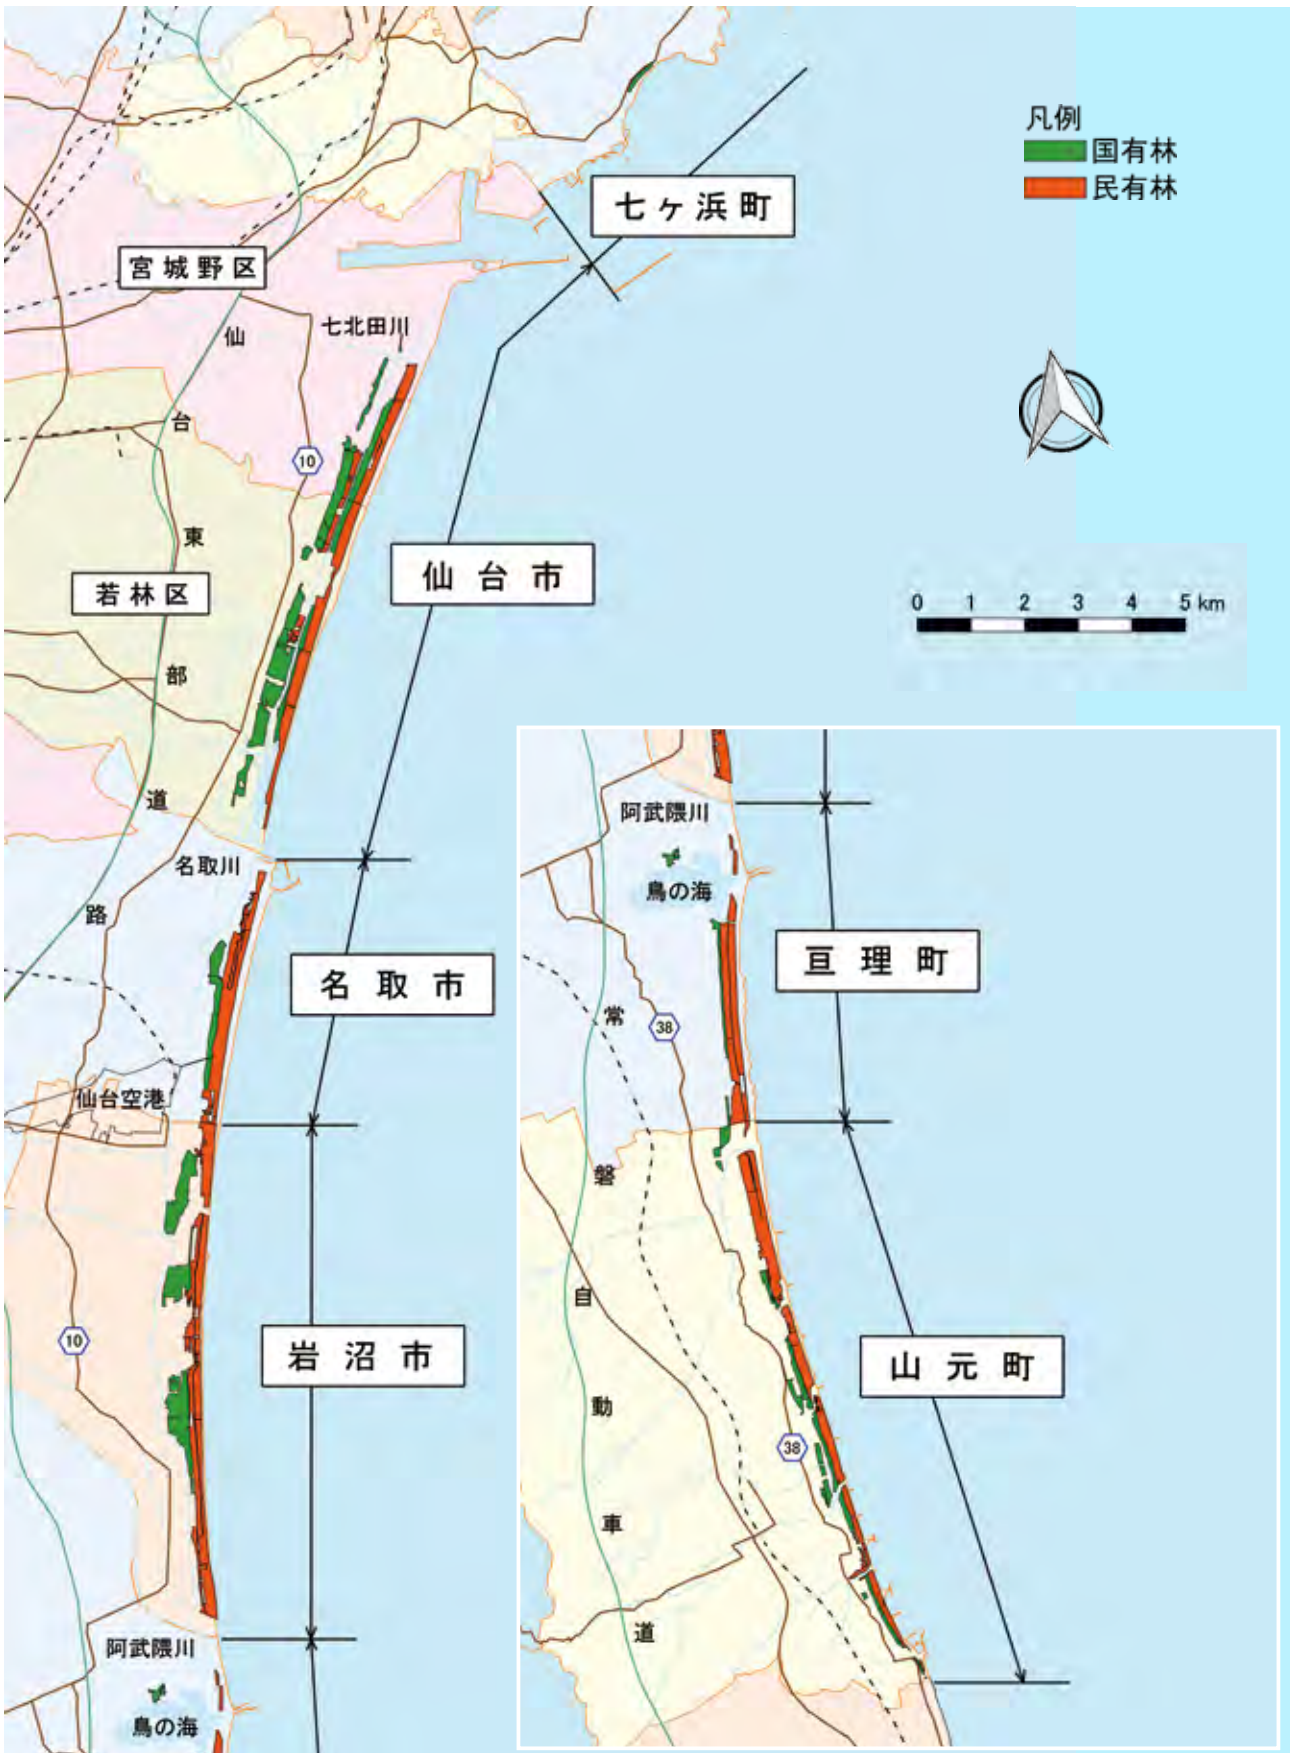 凡例
国有林
民有林
七ヶ浜町
宮城野区
七北田川
仙
台
東
部
道
路
10
仙台市
若林区
0 1 2 3 4 5 km
名取川
名取市
仙台空港
10
岩沼市
阿武隈川
鳥の海
阿武隈川
鳥の海
亘理町
常
磐
自
動
車
道
38
山元町
38